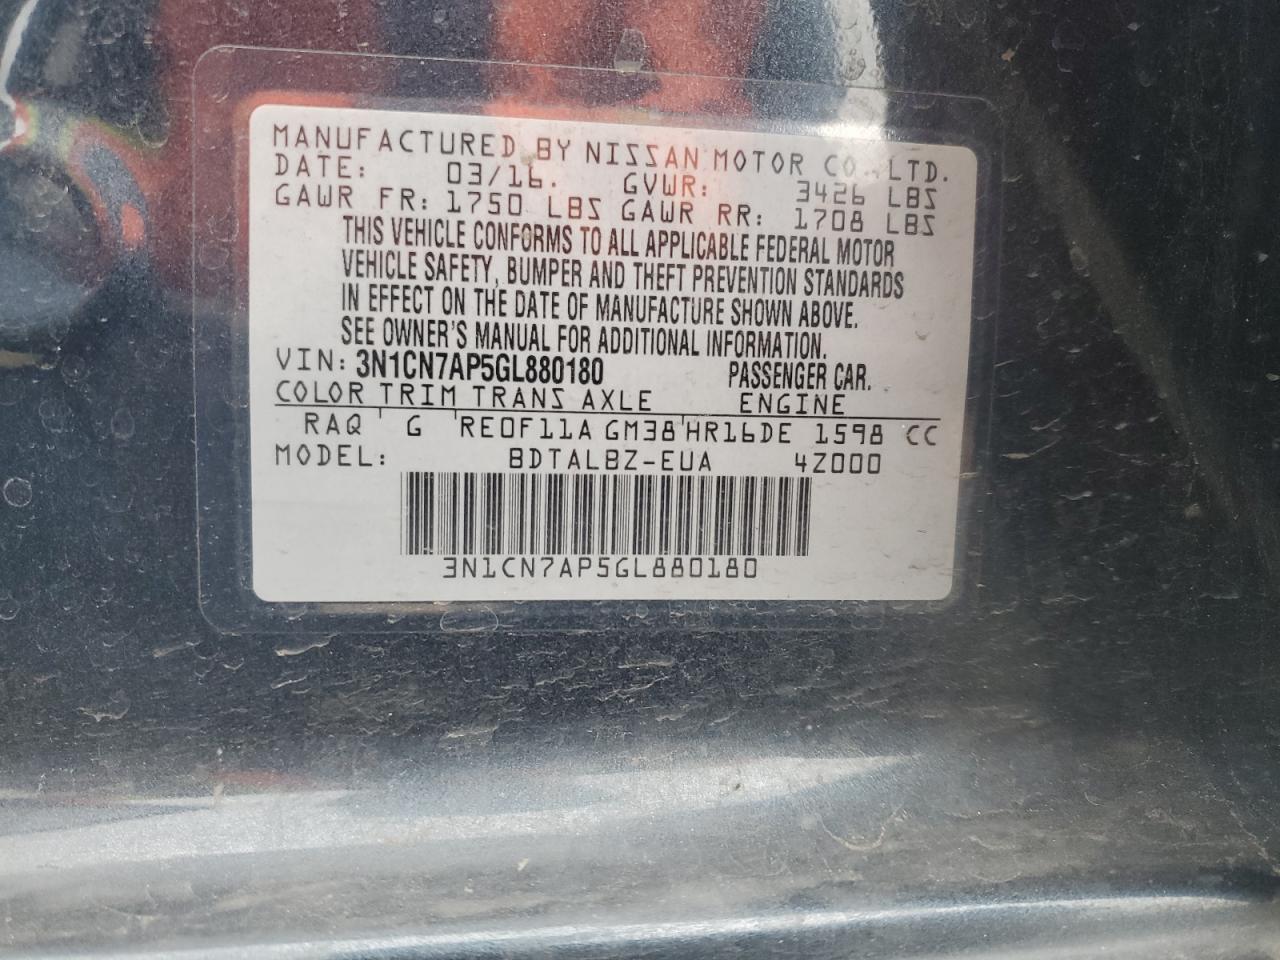 MANUFACTURED BY NISSAN MOTOR CO.,LTD.
DATE: 03/16. GVWR: 3426 LBS
GAWR FR: 1750 LBS GAWR RR: 1708 LBS
THIS VEHICLE CONFORMS TO ALL APPLICABLE FEDERAL MOTOR
VEHICLE SAFETY, BUMPER AND THEFT PREVENTION STANDARDS
IN EFFECT ON THE DATE OF MANUFACTURE SHOWN ABOVE.
SEE OWNER'S MANUAL FOR ADDITIONAL INFORMATION.
VIN: 3N1CN7AP5GL880180 PASSENGER CAR.
COLOR TRIM TRANS AXLE ENGINE
RAQ G RE0F11A GM38 HR16DE 1598 CC
MODEL: BDTALBZ-EUA 4Z000
3N1CN7AP5GL880180